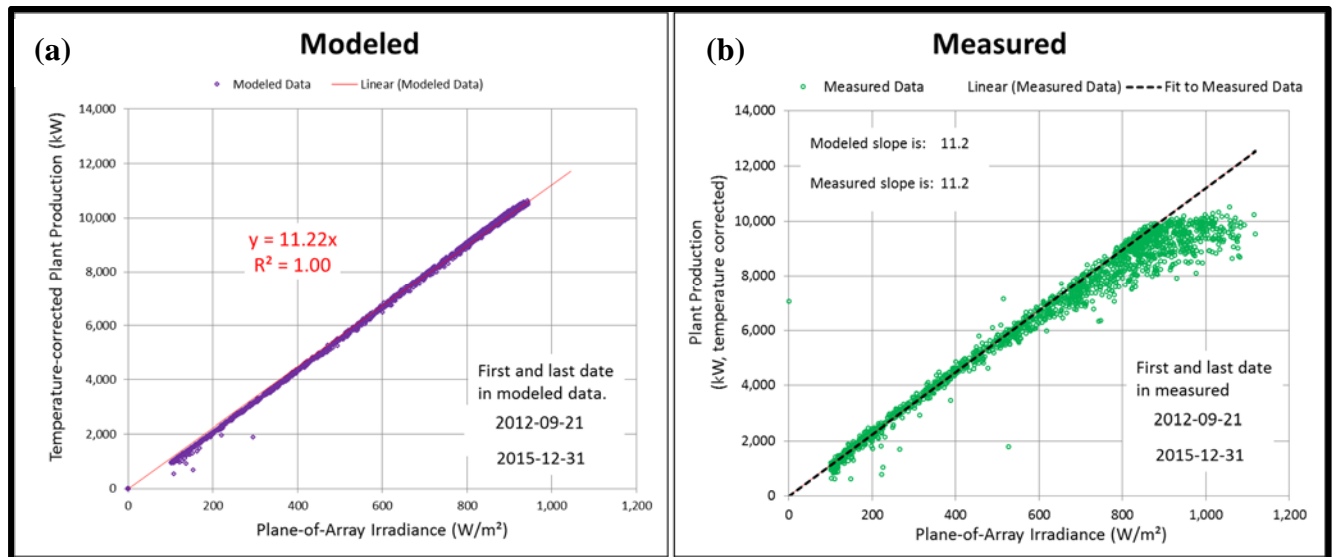 (a)
Modeled
Modeled Data
Linear (Modeled Data)
Temperature-corrected Plant Production (kW)
14,000
12,000
10,000
8,000
6,000
4,000
2,000
0
y = 11.22x
R² = 1.00
First and last date
in modeled data.
2012-09-21
2015-12-31
0
200
400
600
800
1,000
1,200
Plane-of-Array Irradiance (W/m²)
(b)
Measured
Measured Data
Linear (Measured Data)
Fit to Measured Data
Plant Production
(kW, temperature corrected)
14,000
12,000
10,000
8,000
6,000
4,000
2,000
0
Modeled slope is: 11.2
Measured slope is: 11.2
First and last date
in measured
2012-09-21
2015-12-31
0
200
400
600
800
1,000
1,200
Plane-of-Array Irradiance (W/m²)